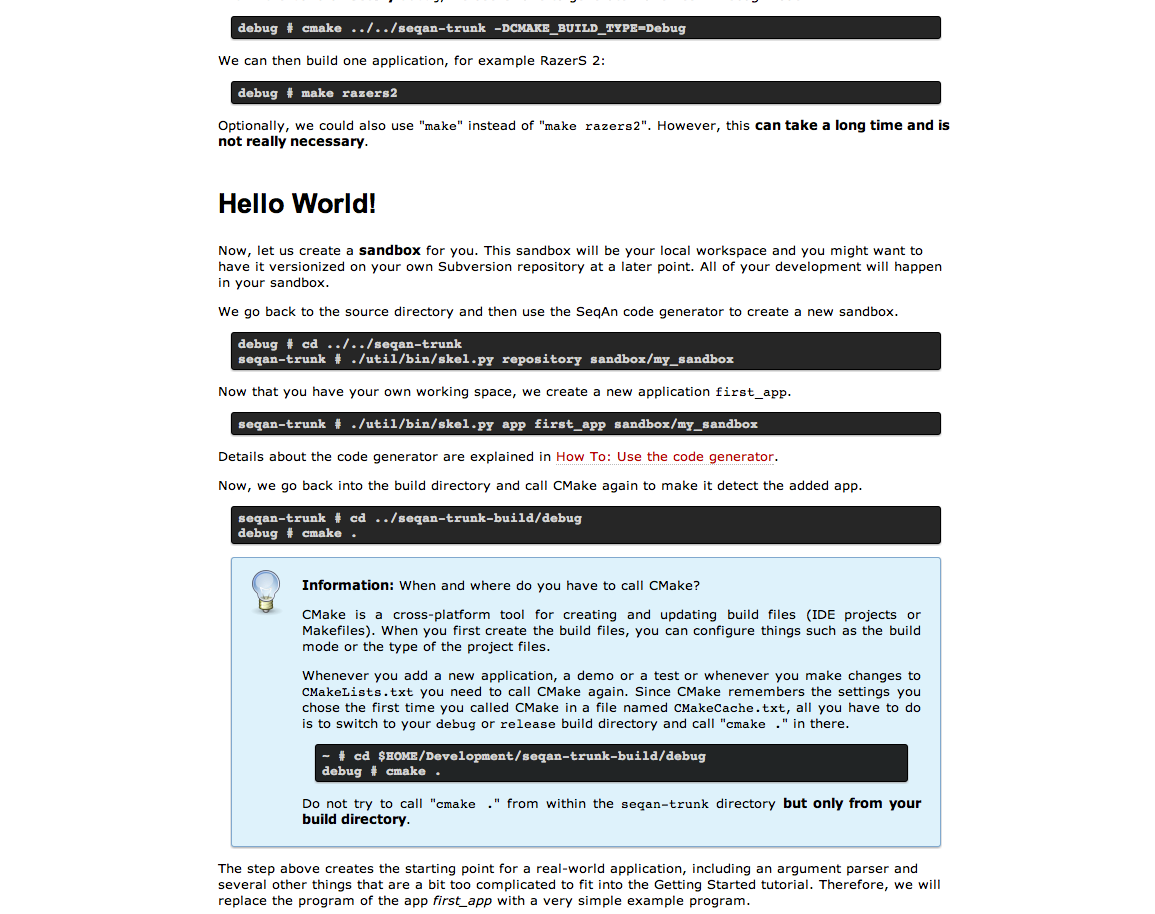 debug # cmake ../../seqan-trunk -DCMAKE_BUILD_TYPE=Debug
We can then build one application, for example RazerS 2:
debug # make razers2
Optionally, we could also use "make" instead of "make razers2". However, this can take a long time and is
not really necessary.
Hello World!
Now, let us create a sandbox for you. This sandbox will be your local workspace and you might want to
have it versionized on your own Subversion repository at a later point. All of your development will happen
in your sandbox.
We go back to the source directory and then use the SeqAn code generator to create a new sandbox.
debug # cd ../../seqan-trunk
seqan-trunk # ./util/bin/skel.py repository sandbox/my_sandbox
Now that you have your own working space, we create a new application first_app.
seqan-trunk # ./util/bin/skel.py app first_app sandbox/my_sandbox
Details about the code generator are explained in How To: Use the code generator.
Now, we go back into the build directory and call CMake again to make it detect the added app.
seqan-trunk # cd ../seqan-trunk-build/debug
debug # cmake .
Information: When and where do you have to call CMake?
CMake is a cross-platform tool for creating and updating build files (IDE projects or
Makefiles). When you first create the build files, you can configure things such as the build
mode or the type of the project files.
Whenever you add a new application, a demo or a test or whenever you make changes to
CMakeLists.txt you need to call CMake again. Since CMake remembers the settings you
chose the first time you called CMake in a file named CMakeCache.txt, all you have to do
is to switch to your debug or release build directory and call "cmake ." in there.
~ # cd $HOME/Development/seqan-trunk-build/debug
debug # cmake .
Do not try to call "cmake ." from within the seqan-trunk directory but only from your
build directory.
The step above creates the starting point for a real-world application, including an argument parser and
several other things that are a bit too complicated to fit into the Getting Started tutorial. Therefore, we will
replace the program of the app first_app with a very simple example program.